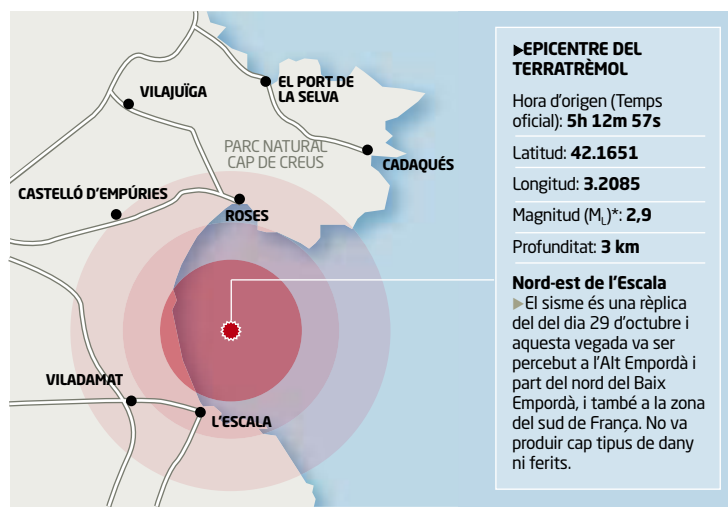 VILAJUÏGA
EL PORT DE
LA SELVA
PARC NATURAL
CAP DE CREUS
CADAQUÉS
CASTELLÓ D'EMPÚRIES
ROSES
VILADAMAT
L'ESCALA
▶EPICENTRE DEL
TERRATRÈMOL
Hora d'origen (Temps
oficial): 5h 12m 57s
Latitud: 42.1651
Longitud: 3.2085
Magnitud (ML)*: 2,9
Profunditat: 3 km
Nord-est de l'Escala
▶El sisme és una rèplica
del del dia 29 d'octubre i
aquesta vegada va ser
percebut a l'Alt Empordà i
part del nord del Baix
Empordà, i també a la zona
del sud de França. No va
produir cap tipus de dany
ni ferits.